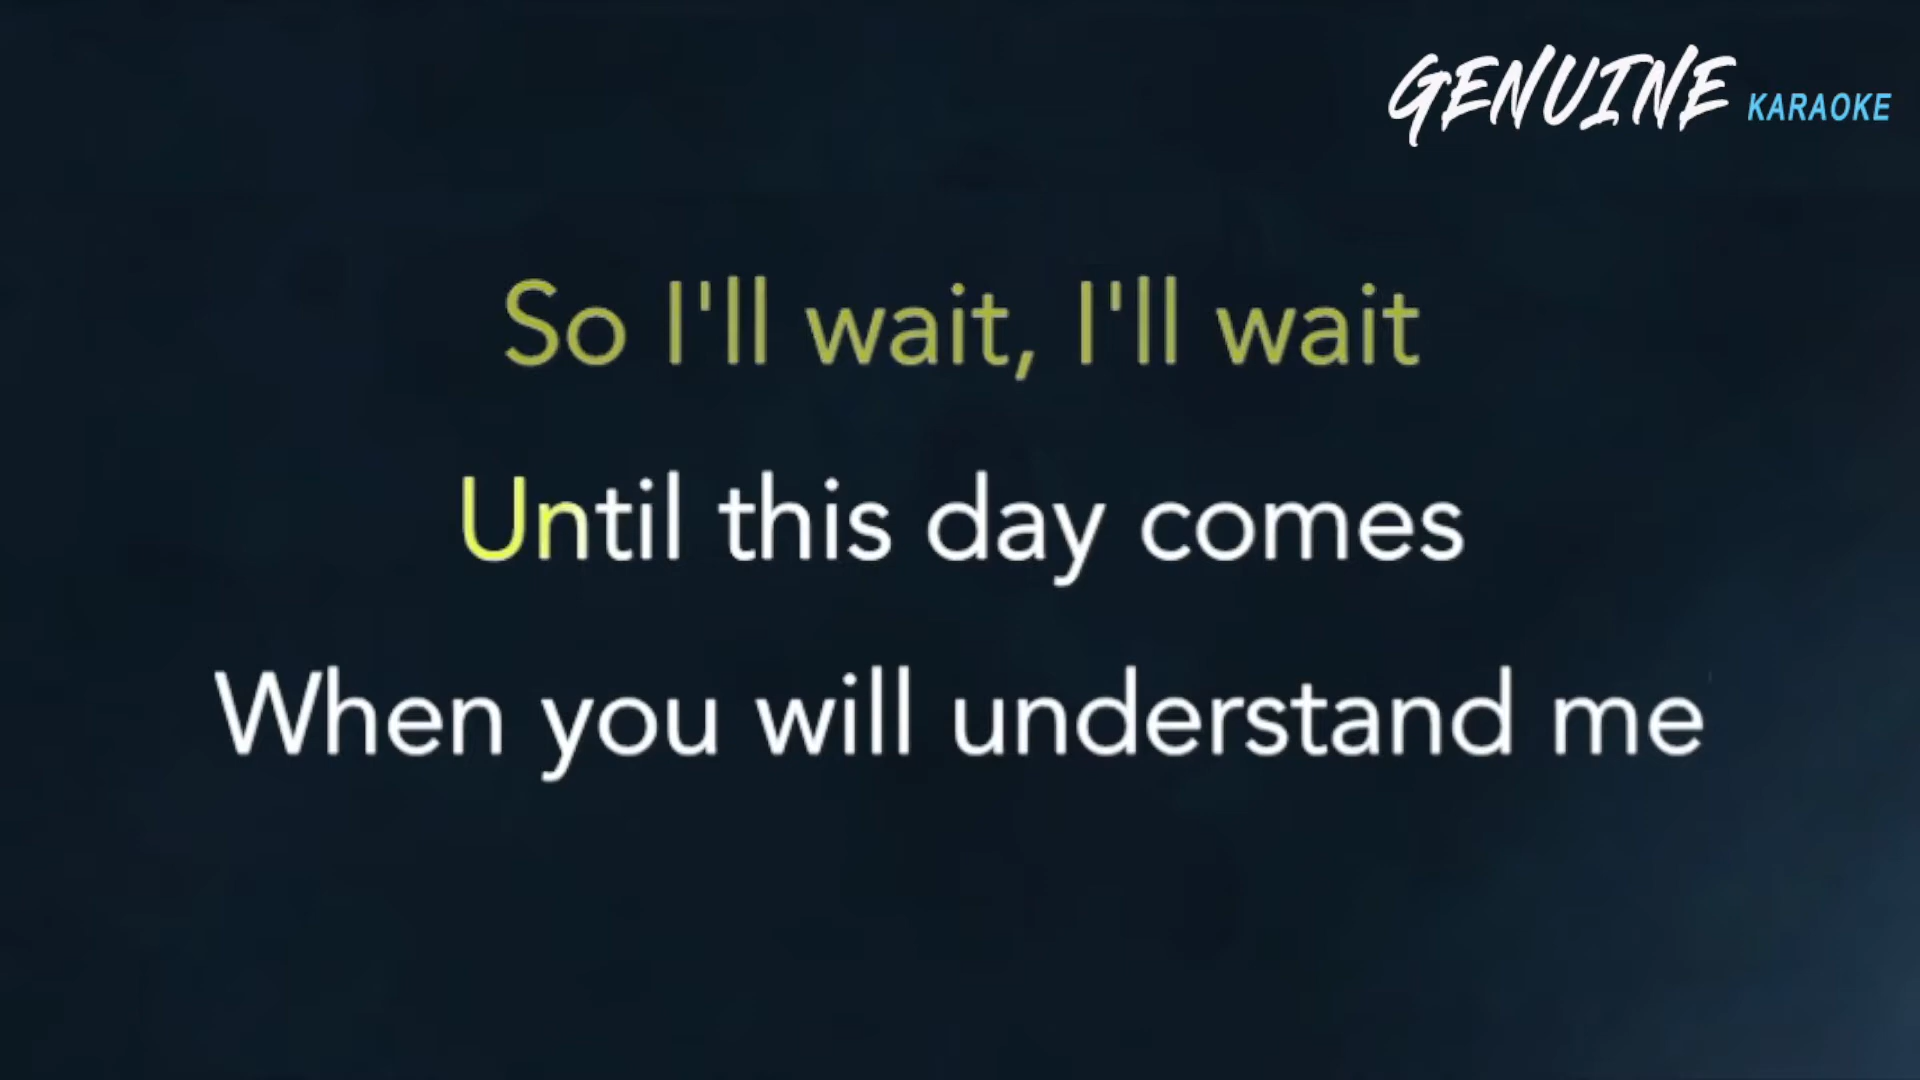 GENUINE KARAOKE
So I'll wait, I'll wait
Until this day comes
When you will understand me